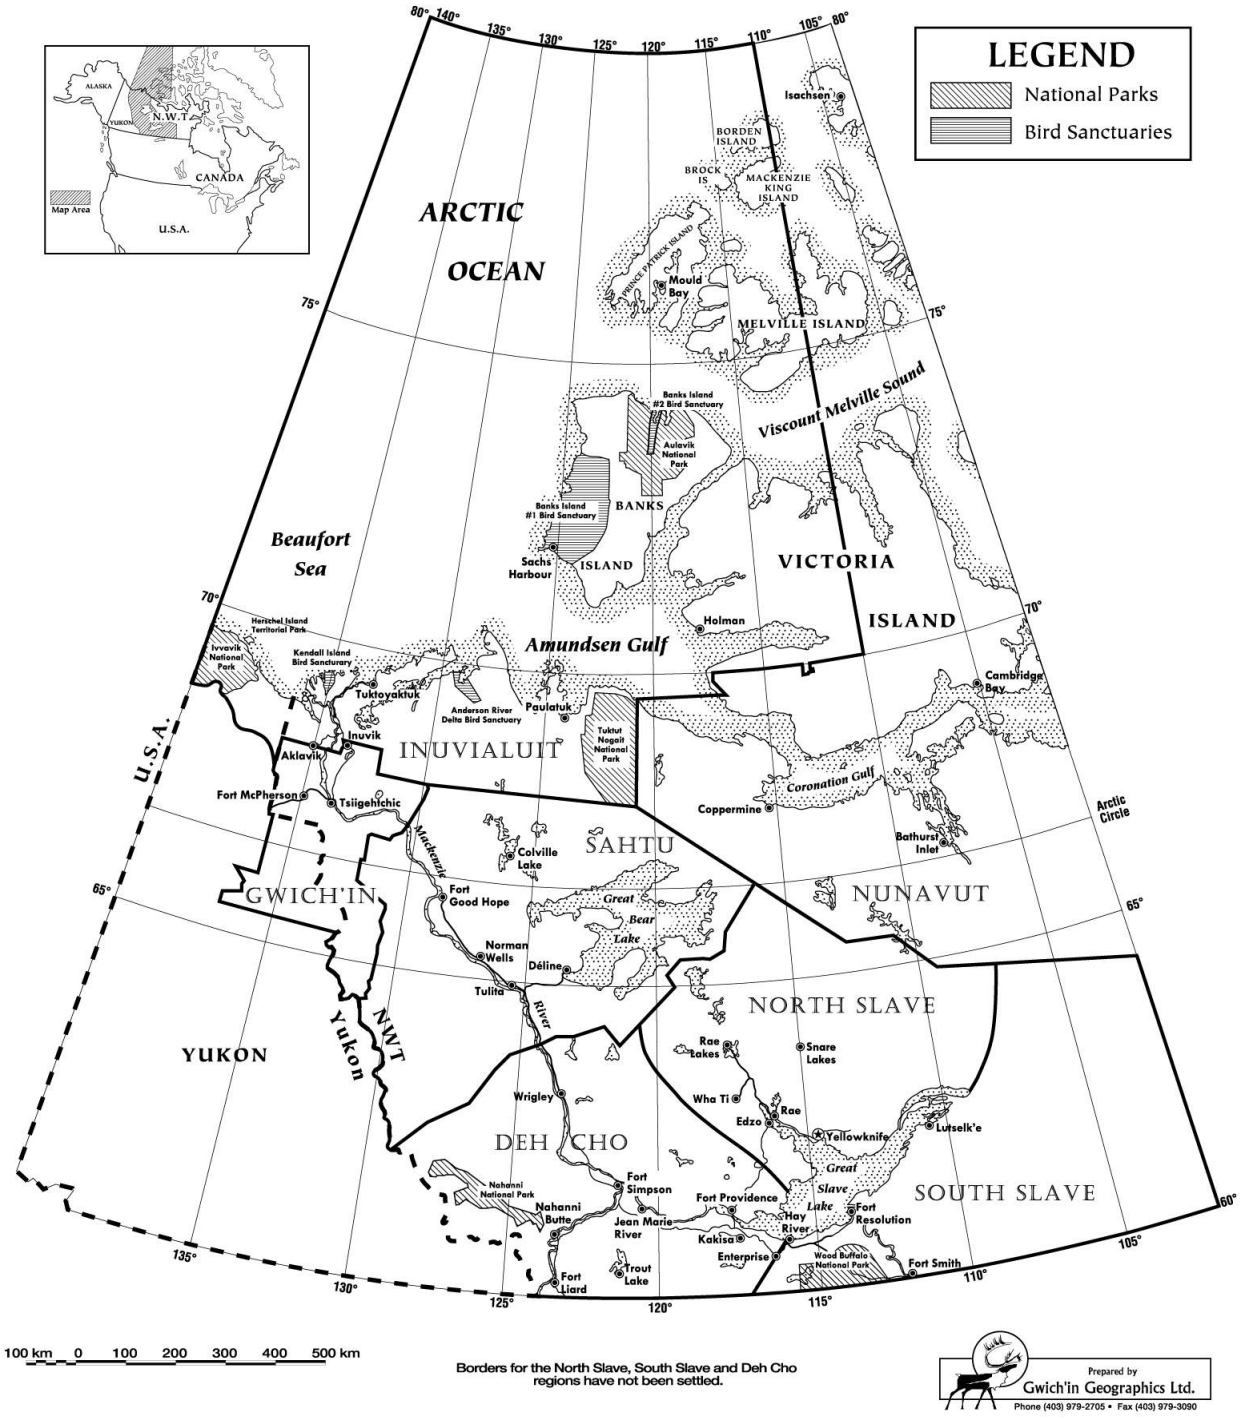 80° 140°
135°
130°
125°
120°
115°
110°
105° 80°
LEGEND
National Parks
Bird Sanctuaries
ALASKA
YUKON
N.W.T.
CANADA
Map Area
U.S.A.
Isachsen
BORDEN
ISLAND
BROCK
IS
MACKENZIE
KING
ISLAND
ARCTIC
OCEAN
PRINCE PATRICK ISLAND
Mould
Bay
75°
75°
MELVILLE ISLAND
Viscount Melville Sound
Banks Island
#2 Bird Sanctuary
Aulavik
National
Park
Banks Island
#1 Bird Sanctuary
BANKS
ISLAND
Sachs
Harbour
Beaufort
Sea
VICTORIA
ISLAND
70°
70°
Holman
Amundsen Gulf
Herschel Island
Territorial Park
Ivvavik
National
Park
Kendall Island
Bird Sanctuary
Tuktoyaktuk
Anderson River
Delta Bird Sanctuary
Paulatuk
Cambridge
Bay
Tuktut
Nogait
National
Park
U.S.A.
Inuvik
Aklavik
INUVIALUIT
Coronation Gulf
Coppermine
Fort McPherson
Tsiigehtchic
Arctic
Circle
Bathurst
Inlet
Mackenzie
Colville
Lake
SAHTU
65°
GWICH'IN
Fort
Good Hope
Great
Bear
Lake
NUNAVUT
65°
Norman
Wells
Déline
Tulita
River
NORTH SLAVE
YUKON
Yukon
NWT
Rae
Lakes
Snare
Lakes
Wrigley
Wha Ti
Rae
Edzo
Yellowknife
Lutselk'e
DEH CHO
Great
Slave
Lake
SOUTH SLAVE
Nahanni
National Park
Fort
Simpson
Nahanni
Butte
Jean Marie
River
Fort Providence
Hay
River
Fort
Resolution
Kakisa
Enterprise
Wood Buffalo
National Park
Fort Smith
Trout
Lake
Fort
Liard
60°
135°
130°
125°
120°
115°
110°
105°
100 km 0 100 200 300 400 500 km
Borders for the North Slave, South Slave and Deh Cho
regions have not been settled.
Prepared by
Gwich'in Geographics Ltd.
Phone (403) 979-2705 • Fax (403) 979-3090